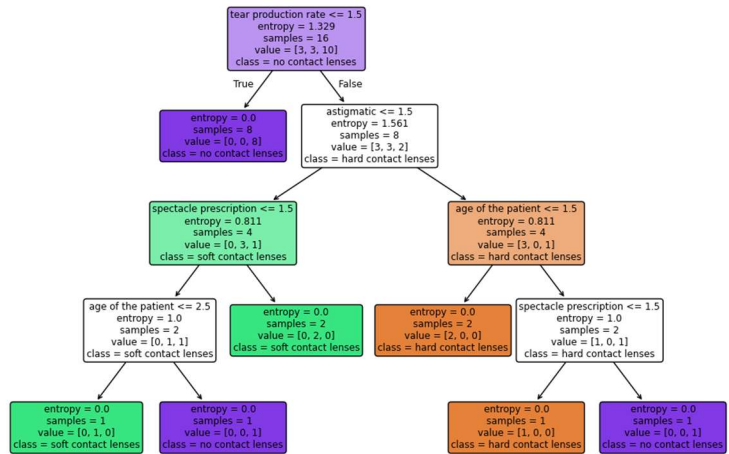 tear production rate <= 1.5
entropy = 1.329
samples = 16
value = [3, 3, 10]
class = no contact lenses
True
False
entropy = 0.0
samples = 8
value = [0, 0, 8]
class = no contact lenses
astigmatic <= 1.5
entropy = 1.561
samples = 8
value = [3, 3, 2]
class = hard contact lenses
spectacle prescription <= 1.5
entropy = 0.811
samples = 4
value = [0, 3, 1]
class = soft contact lenses
age of the patient <= 1.5
entropy = 0.811
samples = 4
value = [3, 0, 1]
class = hard contact lenses
age of the patient <= 2.5
entropy = 1.0
samples = 2
value = [0, 1, 1]
class = soft contact lenses
entropy = 0.0
samples = 2
value = [0, 2, 0]
class = soft contact lenses
entropy = 0.0
samples = 2
value = [2, 0, 0]
class = hard contact lenses
spectacle prescription <= 1.5
entropy = 1.0
samples = 2
value = [1, 0, 1]
class = hard contact lenses
entropy = 0.0
samples = 1
value = [0, 1, 0]
class = soft contact lenses
entropy = 0.0
samples = 1
value = [0, 0, 1]
class = no contact lenses
entropy = 0.0
samples = 1
value = [1, 0, 0]
class = hard contact lenses
entropy = 0.0
samples = 1
value = [0, 0, 1]
class = no contact lenses